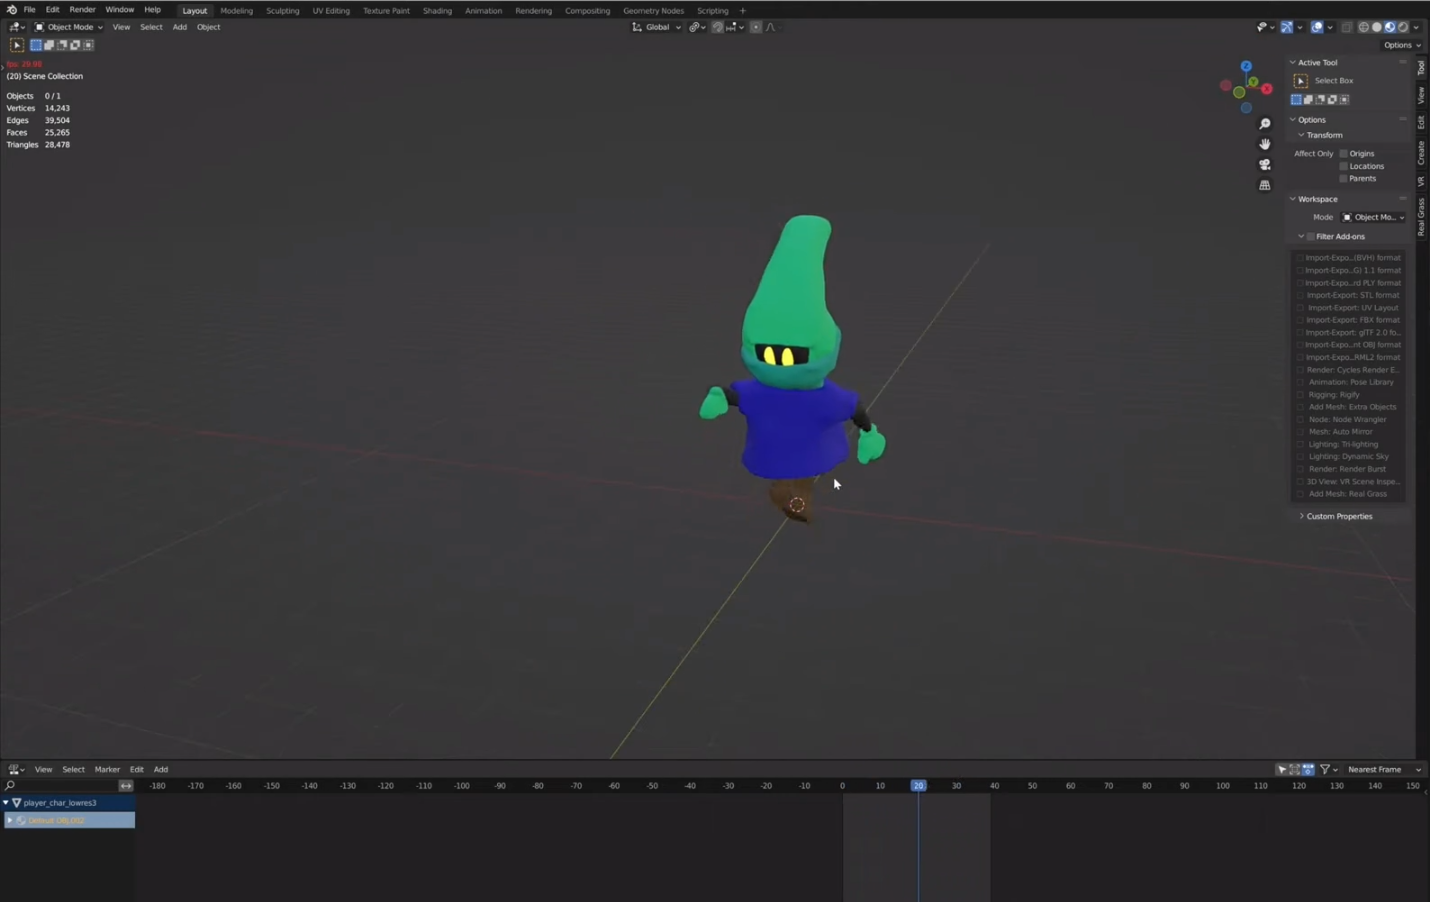 File Edit Render Window Help Layout Modeling Sculpting UV Editing Texture Paint Shading Animation Rendering Compositing Geometry Nodes Scripting +
Object Mode View Select Add Object Global
Options
fps: 29.98
(20) Scene Collection
Objects 0 / 1
Vertices 14,243
Edges 39,504
Faces 25,265
Triangles 28,478
Z
Y
X
Active Tool
Select Box
Options
Transform
Affect Only Origins
Locations
Parents
Workspace
Mode Object Mo...
Filter Add-ons
Import-Expo...(BVH) format
Import-Expo...G) 1.1 format
Import-Expo...rd PLY format
Import-Export: STL format
Import-Export: UV Layout
Import-Export: FBX format
Import-Export: glTF 2.0 fo...
Import-Expo...nt OBJ format
Import-Expo...RML2 format
Render: Cycles Render E...
Animation: Pose Library
Rigging: Rigify
Add Mesh: Extra Objects
Node: Node Wrangler
Mesh: Auto Mirror
Lighting: Tri-lighting
Lighting: Dynamic Sky
Render: Render Burst
3D View: VR Scene Inspe...
Add Mesh: Real Grass
Custom Properties
Tool
View
Edit
Create
VR
Real Grass
View Select Marker Edit Add Nearest Frame
-180 -170 -160 -150 -140 -130 -120 -110 -100 -90 -80 -70 -60 -50 -40 -30 -20 -10 0 10 20 30 40 50 60 70 80 90 100 110 120 130 140 150
player_char_lowres3
Default OBJ.002